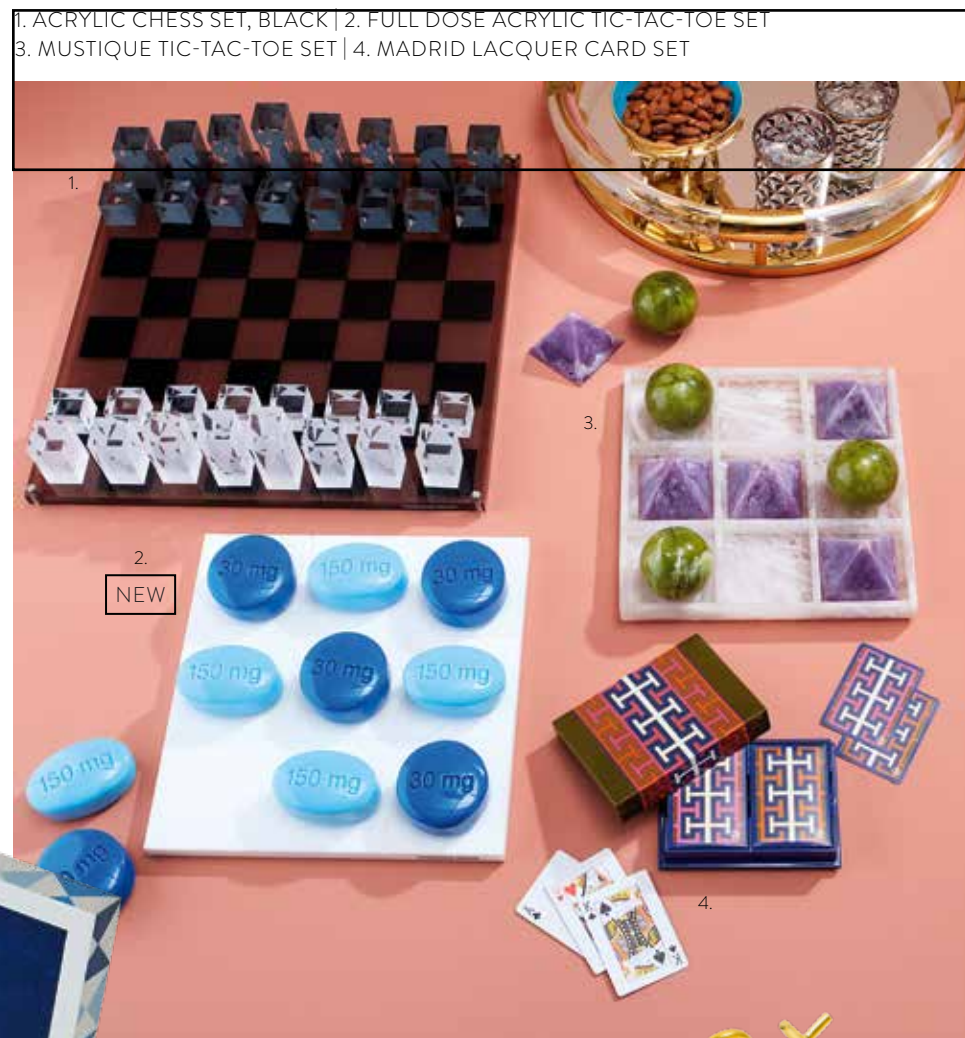 1. ACRYLIC CHESS SET, BLACK | 2. FULL DOSE ACRYLIC TIC-TAC-TOE SET
3. MUSTIQUE TIC-TAC-TOE SET | 4. MADRID LACQUER CARD SET
1.
3.
2.
NEW
30 mg
150 mg
30 mg
150 mg
30 mg
150 mg
150 mg
150 mg
30 mg
mg
4.
K
K